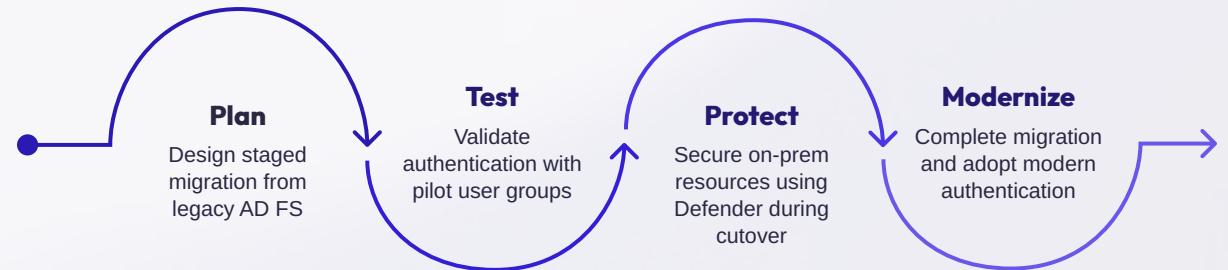 Plan
Design staged
migration from
legacy AD FS
Test
Validate
authentication with
pilot user groups
Protect
Secure on-prem
resources using
Defender during
cutover
Modernize
Complete migration
and adopt modern
authentication